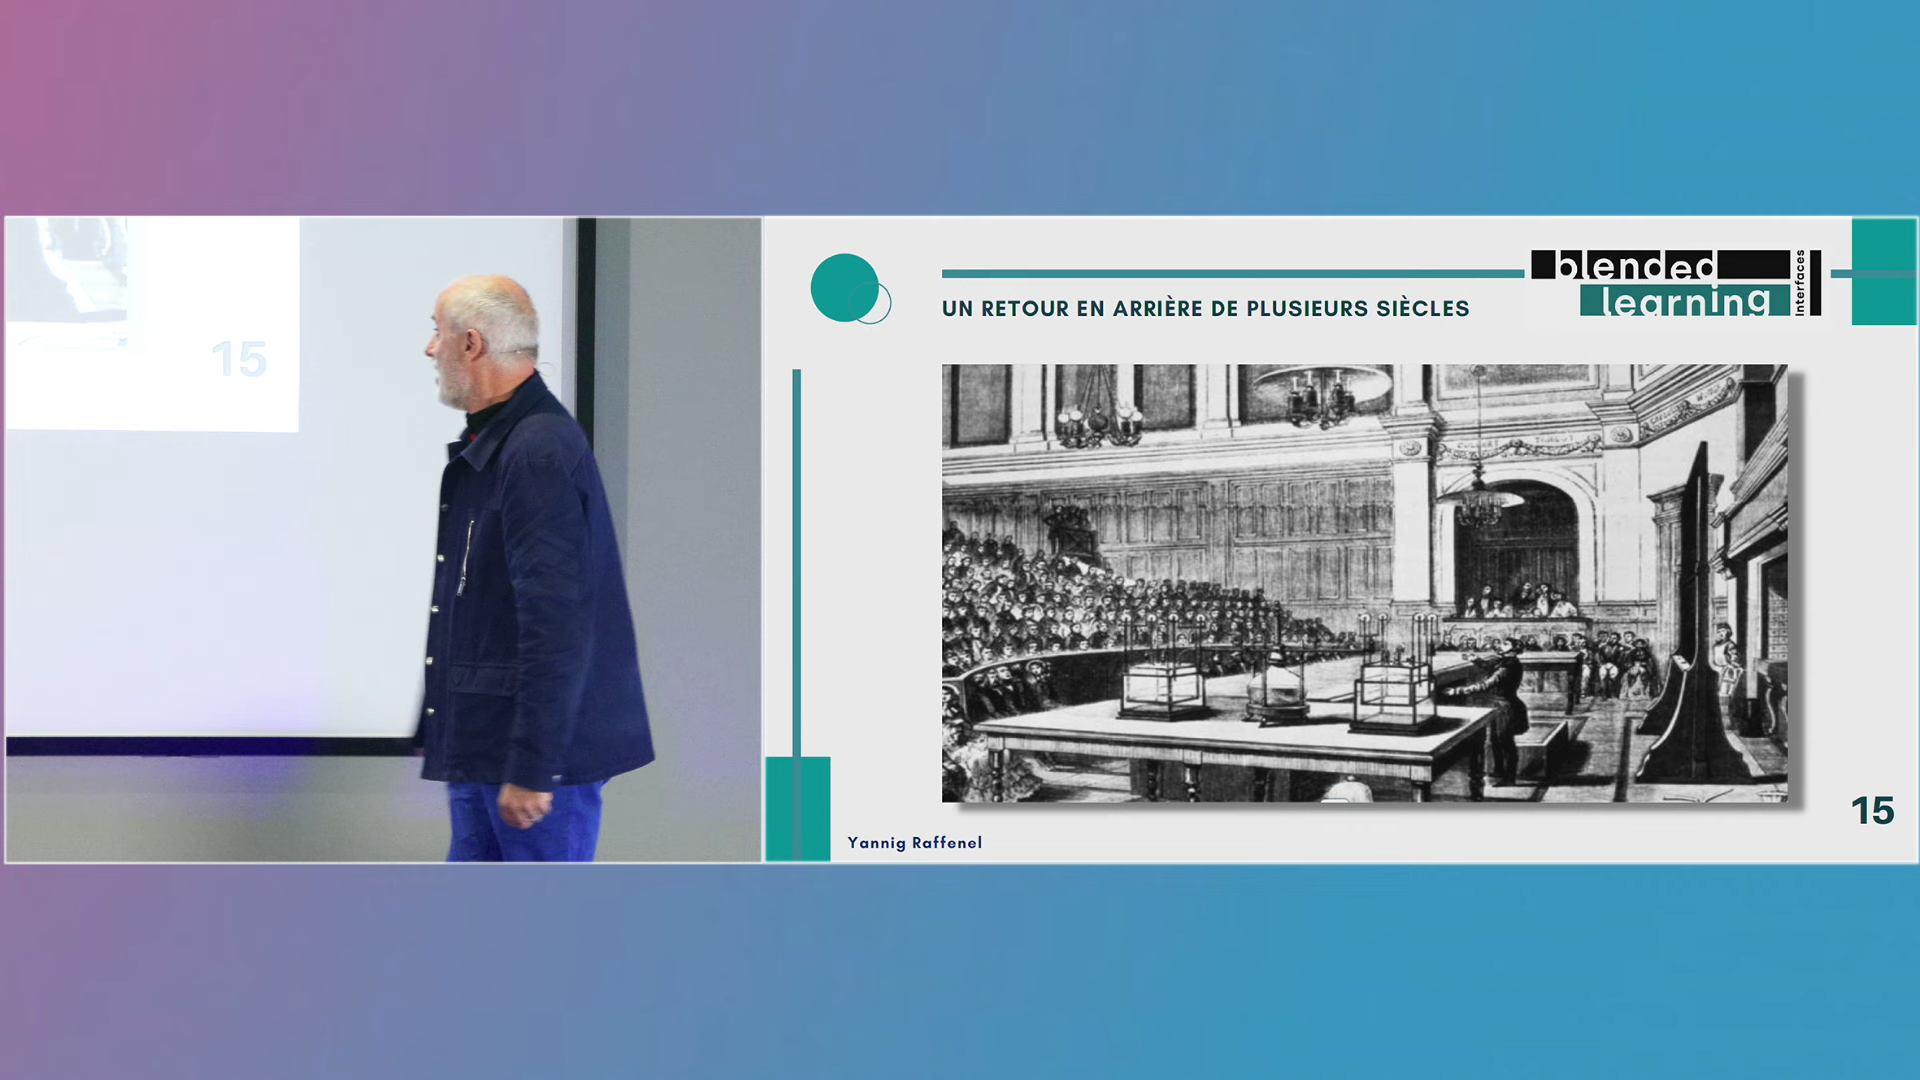 15
UN RETOUR EN ARRIÈRE DE PLUSIEURS SIÈCLES
blended
learning
Interfaces
15
Yannig Raffenel